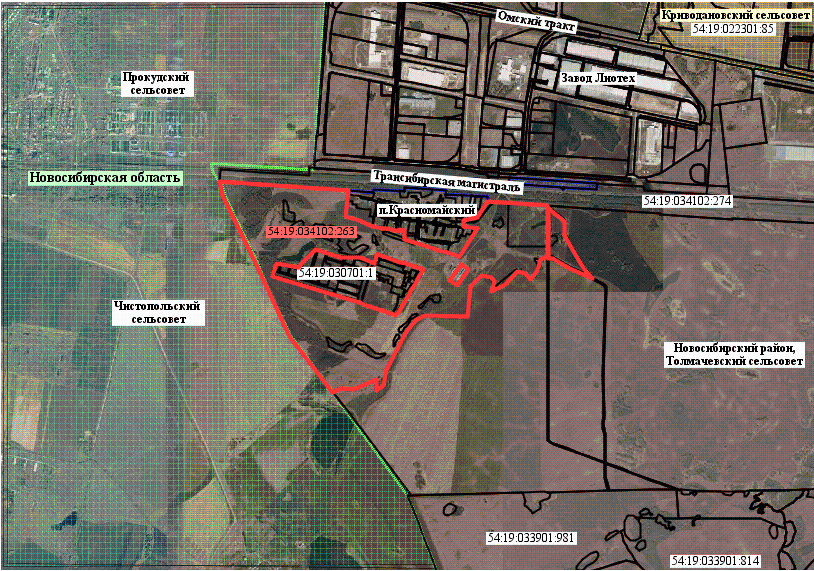 Омский тракт
Криводановский сельсовет
54:19:022301:85
Прокудский
сельсовет
Завод Лиотех
Новосибирская область
Трансибирская магистраль
54:19:034102:274
п.Красномайский
54:19:034102:263
54:19:030701:1
Чистопольский
сельсовет
Новосибирский район,
Толмачевский сельсовет
54:19:033901:981
54:19:033901:814